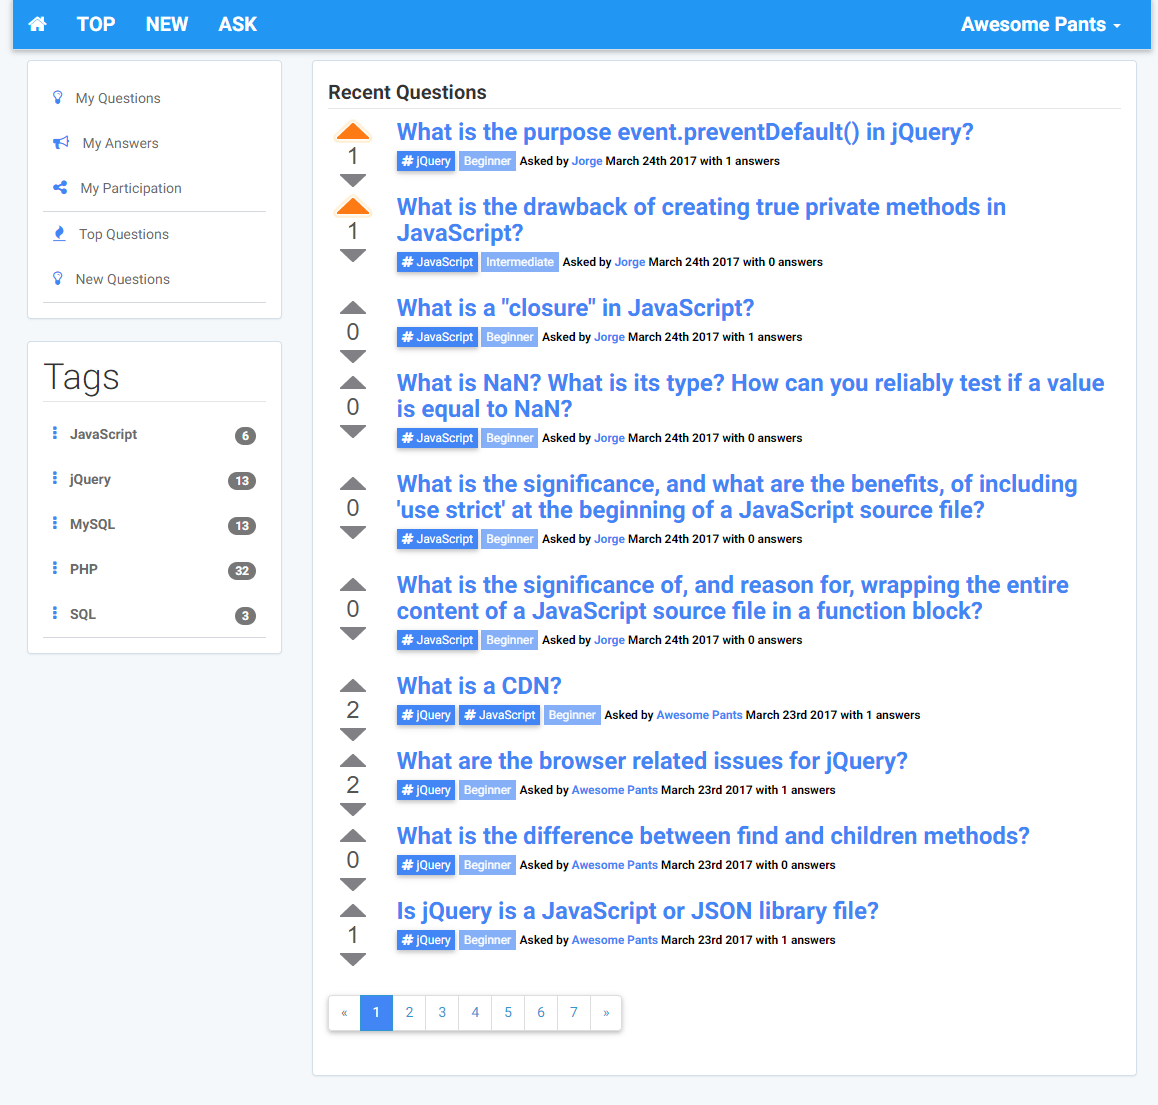 TOP NEW ASK Awesome Pants
My Questions
My Answers
My Participation
Top Questions
New Questions
Tags
JavaScript 6
jQuery 13
MySQL 13
PHP 32
SQL 3
Recent Questions
What is the purpose event.preventDefault() in jQuery?
1
# jQuery Beginner Asked by Jorge March 24th 2017 with 1 answers
What is the drawback of creating true private methods in
JavaScript?
1
# JavaScript Intermediate Asked by Jorge March 24th 2017 with 0 answers
What is a "closure" in JavaScript?
0
# JavaScript Beginner Asked by Jorge March 24th 2017 with 1 answers
What is NaN? What is its type? How can you reliably test if a value
is equal to NaN?
0
# JavaScript Beginner Asked by Jorge March 24th 2017 with 0 answers
What is the significance, and what are the benefits, of including
'use strict' at the beginning of a JavaScript source file?
0
# JavaScript Beginner Asked by Jorge March 24th 2017 with 0 answers
What is the significance of, and reason for, wrapping the entire
content of a JavaScript source file in a function block?
0
# JavaScript Beginner Asked by Jorge March 24th 2017 with 0 answers
What is a CDN?
2
# jQuery # JavaScript Beginner Asked by Awesome Pants March 23rd 2017 with 1 answers
What are the browser related issues for jQuery?
2
# jQuery Beginner Asked by Awesome Pants March 23rd 2017 with 1 answers
What is the difference between find and children methods?
0
# jQuery Beginner Asked by Awesome Pants March 23rd 2017 with 0 answers
Is jQuery is a JavaScript or JSON library file?
1
# jQuery Beginner Asked by Awesome Pants March 23rd 2017 with 1 answers
« 1 2 3 4 5 6 7 »